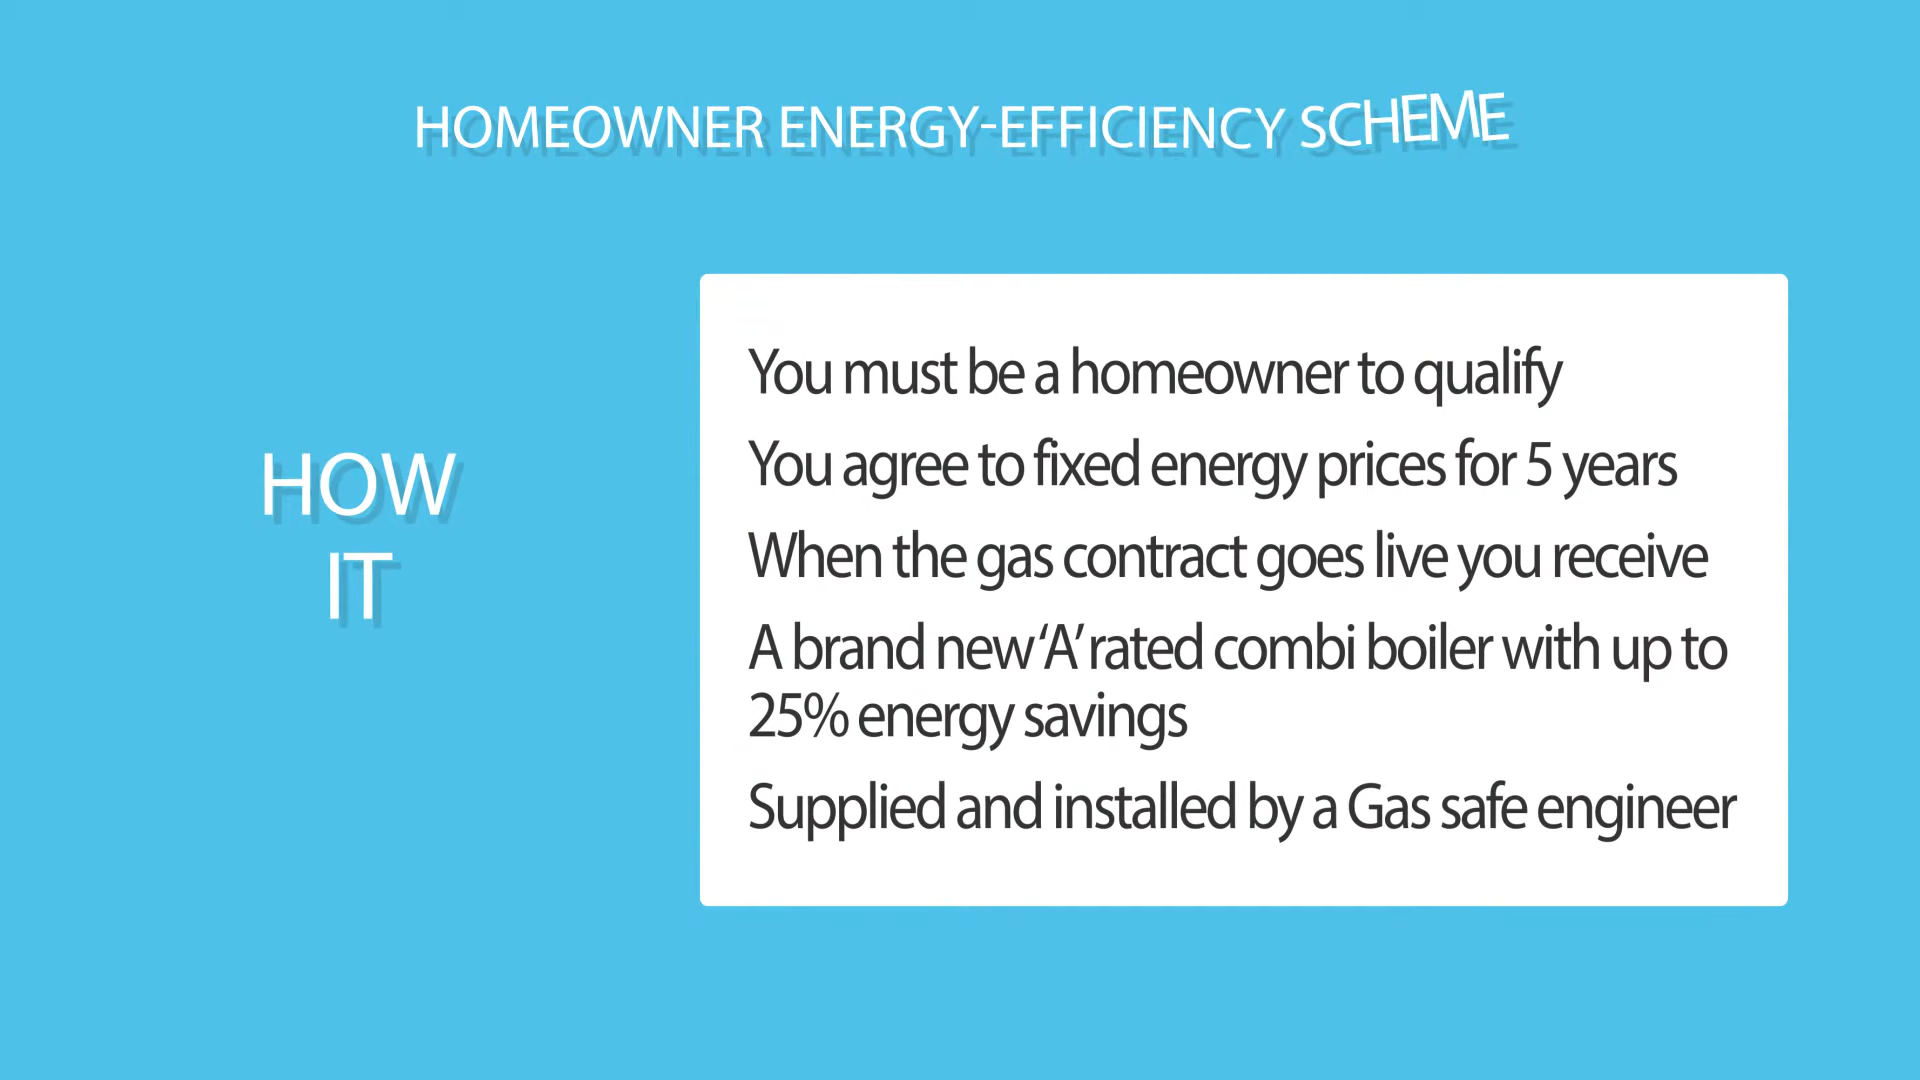 HOMEOWNER ENERGY-EFFICIENCY SCHEME
HOW
IT
You must be a homeowner to qualify
You agree to fixed energy prices for 5 years
When the gas contract goes live you receive
A brand new ‘A’ rated combi boiler with up to
25% energy savings
Supplied and installed by a Gas safe engineer